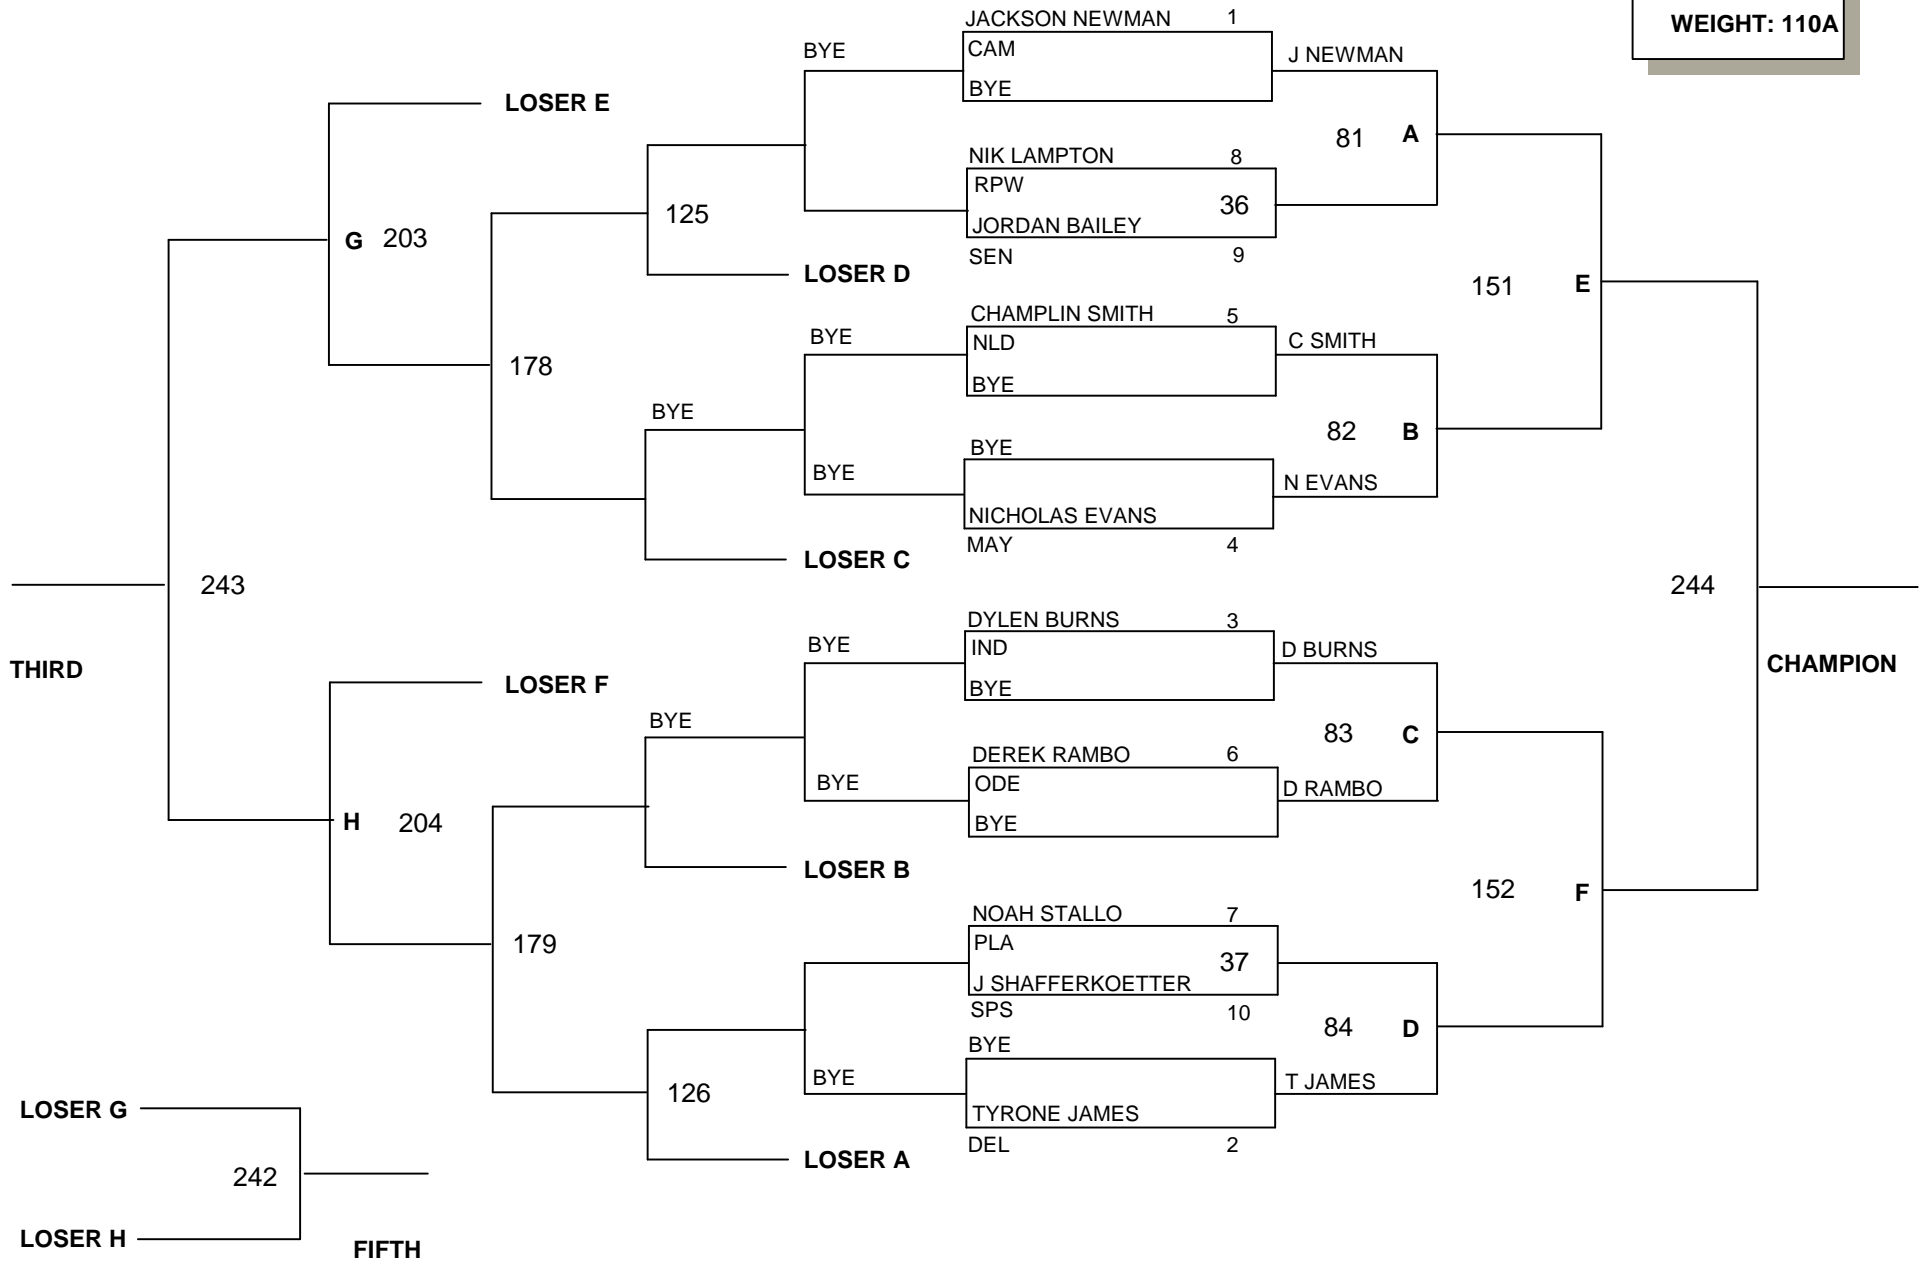 WEIGHT: 110A
JACKSON NEWMAN 1
BYE
CAM
J NEWMAN
BYE
LOSER E
81 A
NIK LAMPTON 8
RPW
36
125
JORDAN BAILEY
G 203
SEN 9
LOSER D
151 E
CHAMPLIN SMITH 5
BYE
NLD
C SMITH
178
BYE
BYE
82 B
BYE
BYE
N EVANS
NICHOLAS EVANS
MAY 4
LOSER C
243
244
DYLEN BURNS 3
BYE
IND
D BURNS
THIRD
CHAMPION
LOSER F
BYE
BYE
83 C
DEREK RAMBO 6
BYE
ODE
D RAMBO
H 204
BYE
LOSER B
152 F
NOAH STALLO 7
179
PLA
37
J SHAFFERKOETTER
SPS 10
84 D
BYE
BYE
T JAMES
126
LOSER G
TYRONE JAMES
DEL 2
LOSER A
242
LOSER H
FIFTH